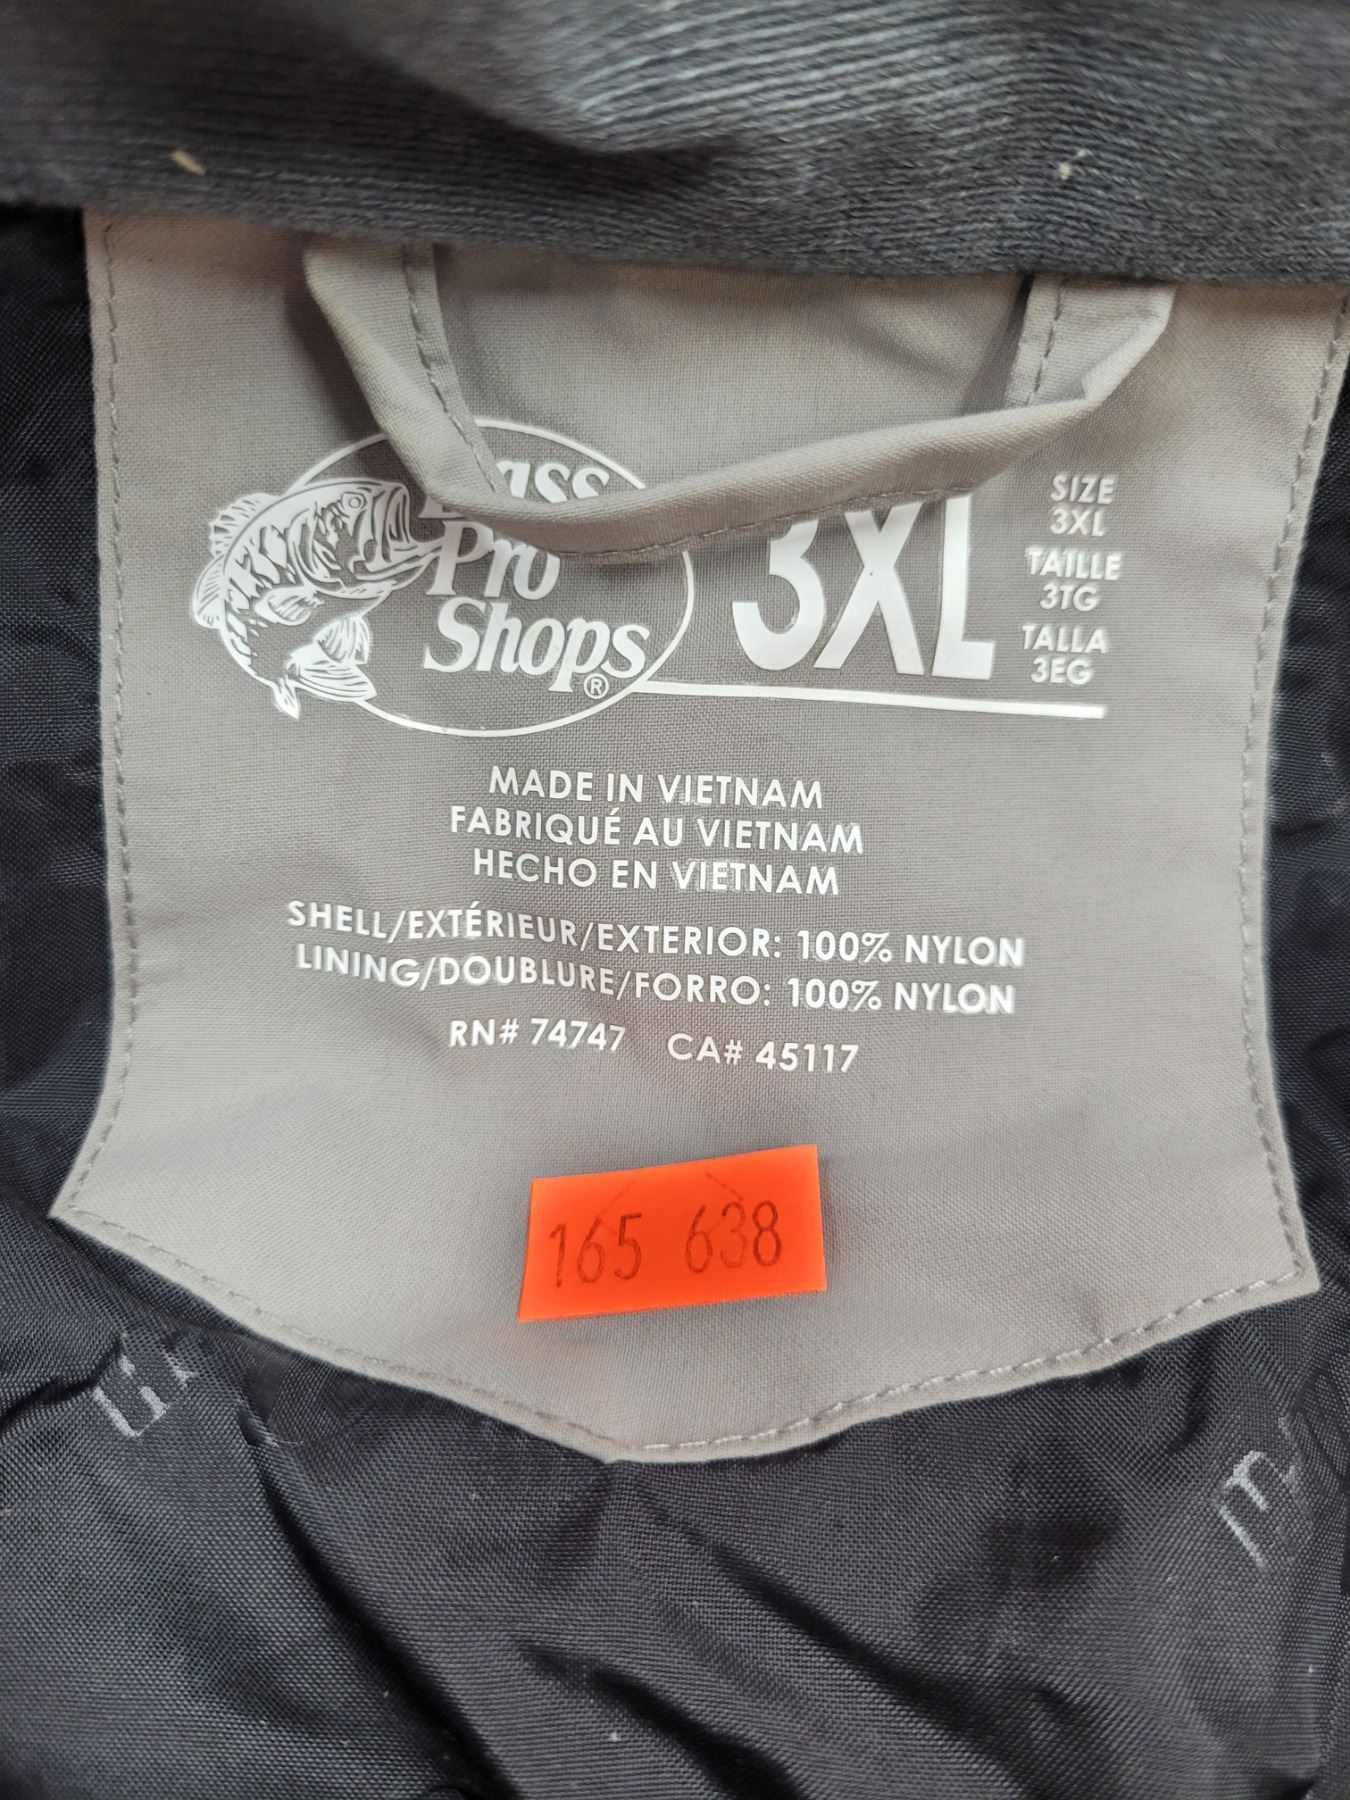 Bass
Pro
Shops®
3XL
SIZE
3XL
TAILLE
3TG
TALLA
3EG
MADE IN VIETNAM
FABRIQUÉ AU VIETNAM
HECHO EN VIETNAM
SHELL/EXTÉRIEUR/EXTERIOR: 100% NYLON
LINING/DOUBLURE/FORRO: 100% NYLON
RN# 74747 CA# 45117
165 638